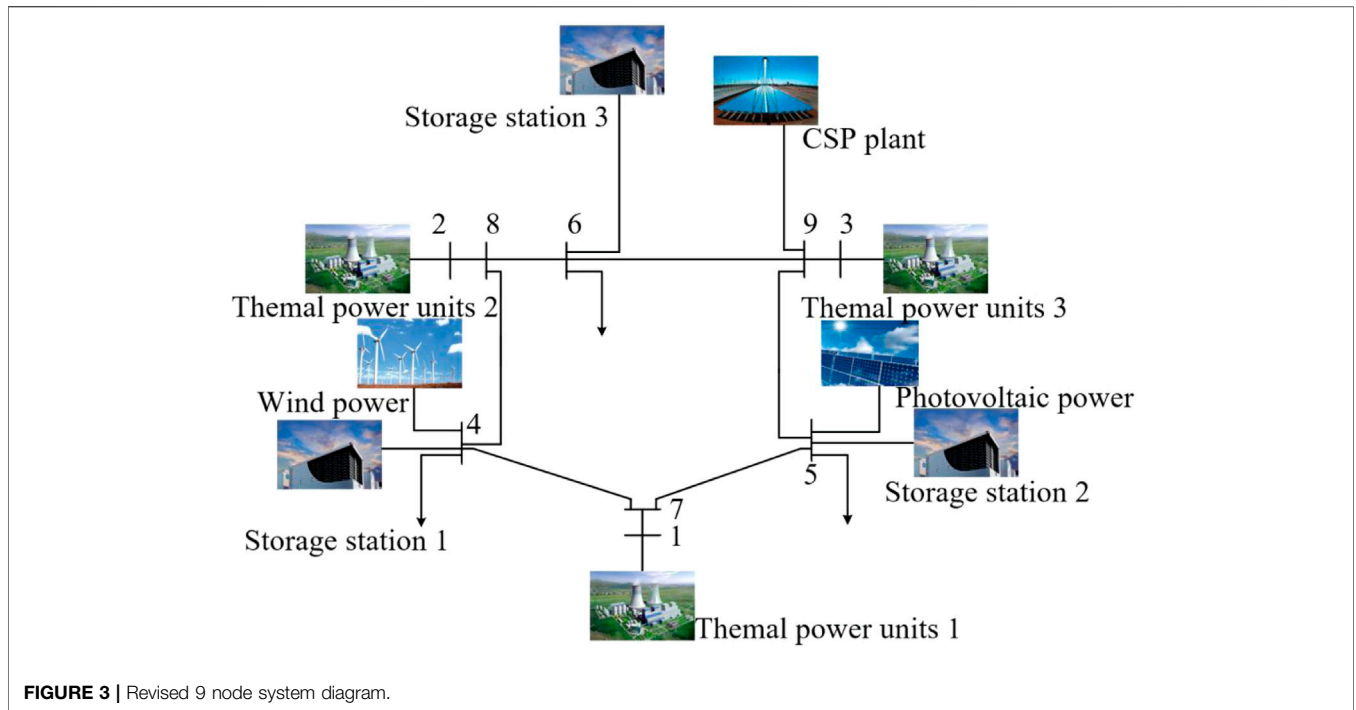 Storage station 3
CSP plant
2
8
6
9
3
Themal power units 2
Themal power units 3
Wind power
Photovoltaic power
4
5
Storage station 2
Storage station 1
7
1
Themal power units 1
FIGURE 3 | Revised 9 node system diagram.